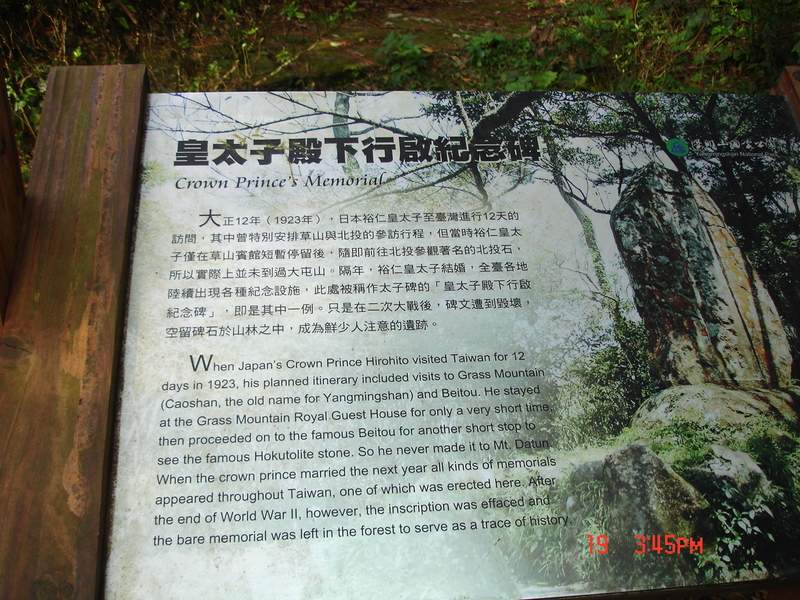 皇太子殿下行啟紀念碑
Crown Prince's Memorial
大正12年（1923年），日本裕仁皇太子至臺灣進行12天的
訪問，其中曾特別安排草山與北投的參訪行程，但當時裕仁皇太
子僅在草山賓館短暫停留後，隨即前往北投參觀著名的北投石，
所以實際上並未到過大屯山。隔年，裕仁皇太子結婚，全臺各地
陸續出現各種紀念設施，此處被稱作太子碑的「皇太子殿下行啟
紀念碑」，即是其中一例。只是在二次大戰後，碑文遭到毀壞，
空留碑石於山林之中，成為鮮少人注意的遺跡。
When Japan's Crown Prince Hirohito visited Taiwan for 12
days in 1923, his planned itinerary included visits to Grass Mountain
(Caoshan, the old name for Yangmingshan) and Beitou. He stayed
at the Grass Mountain Royal Guest House for only a very short time,
then proceeded on to the famous Beitou for another short stop to
see the famous Hokutolite stone. So he never made it to Mt. Datun.
When the crown prince married the next year all kinds of memorials
appeared throughout Taiwan, one of which was erected here. After
the end of World War II, however, the inscription was effaced and
the bare memorial was left in the forest to serve as a trace of history.
19 3:45PM